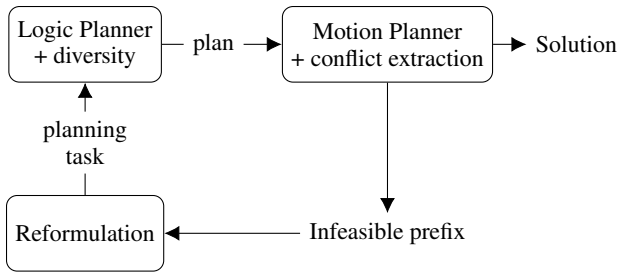 Logic Planner
+ diversity
plan
Motion Planner
+ conflict extraction
Solution
planning
task
Reformulation
Infeasible prefix